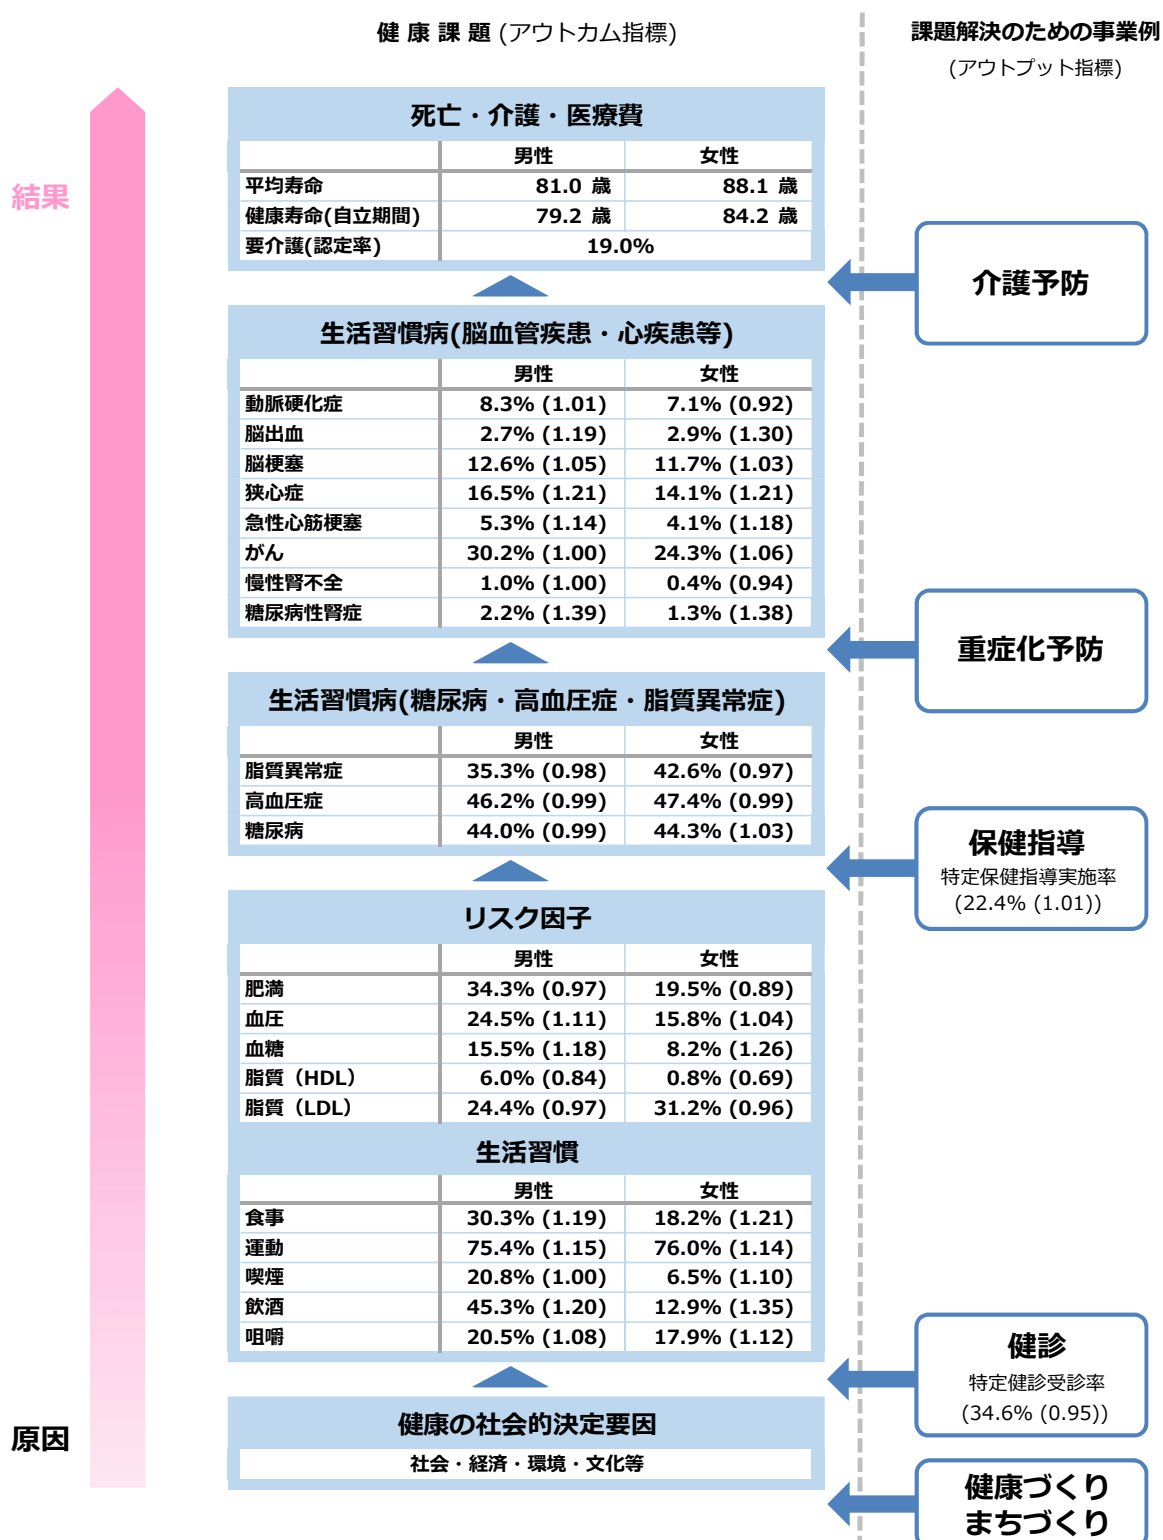 健 康 課 題 (アウトカム指標)
課題解決のための事業例
(アウトプット指標)
結果
死亡・介護・医療費
男性 女性
平均寿命 81.0 歳 88.1 歳
健康寿命(自立期間) 79.2 歳 84.2 歳
要介護(認定率) 19.0%
介護予防
生活習慣病(脳血管疾患・心疾患等)
男性 女性
動脈硬化症 8.3% (1.01) 7.1% (0.92)
脳出血 2.7% (1.19) 2.9% (1.30)
脳梗塞 12.6% (1.05) 11.7% (1.03)
狭心症 16.5% (1.21) 14.1% (1.21)
急性心筋梗塞 5.3% (1.14) 4.1% (1.18)
がん 30.2% (1.00) 24.3% (1.06)
慢性腎不全 1.0% (1.00) 0.4% (0.94)
糖尿病性腎症 2.2% (1.39) 1.3% (1.38)
重症化予防
生活習慣病(糖尿病・高血圧症・脂質異常症)
男性 女性
脂質異常症 35.3% (0.98) 42.6% (0.97)
高血圧症 46.2% (0.99) 47.4% (0.99)
糖尿病 44.0% (0.99) 44.3% (1.03)
保健指導
特定保健指導実施率
(22.4% (1.01))
リスク因子
男性 女性
肥満 34.3% (0.97) 19.5% (0.89)
血圧 24.5% (1.11) 15.8% (1.04)
血糖 15.5% (1.18) 8.2% (1.26)
脂質（HDL） 6.0% (0.84) 0.8% (0.69)
脂質（LDL） 24.4% (0.97) 31.2% (0.96)
生活習慣
男性 女性
食事 30.3% (1.19) 18.2% (1.21)
運動 75.4% (1.15) 76.0% (1.14)
喫煙 20.8% (1.00) 6.5% (1.10)
飲酒 45.3% (1.20) 12.9% (1.35)
咀嚼 20.5% (1.08) 17.9% (1.12)
健診
特定健診受診率
(34.6% (0.95))
原因
健康の社会的決定要因
社会・経済・環境・文化等
健康づくり
まちづくり